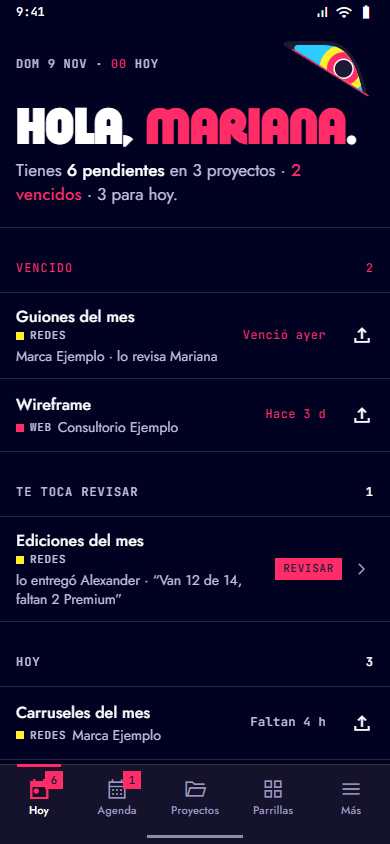 9:41
DOM 9 NOV · 00 HOY
HOLA, MARIANA.
Tienes 6 pendientes en 3 proyectos · 2
vencidos · 3 para hoy.
VENCIDO 2
Guiones del mes
REDES
Venció ayer
Marca Ejemplo · lo revisa Mariana
Wireframe
Hace 3 d
WEB Consultorio Ejemplo
TE TOCA REVISAR 1
Ediciones del mes
REDES
REVISAR
lo entregó Alexander · “Van 12 de 14,
faltan 2 Premium”
HOY 3
Carruseles del mes
Faltan 4 h
REDES Marca Ejemplo
6 1
Hoy Agenda Proyectos Parrillas Más